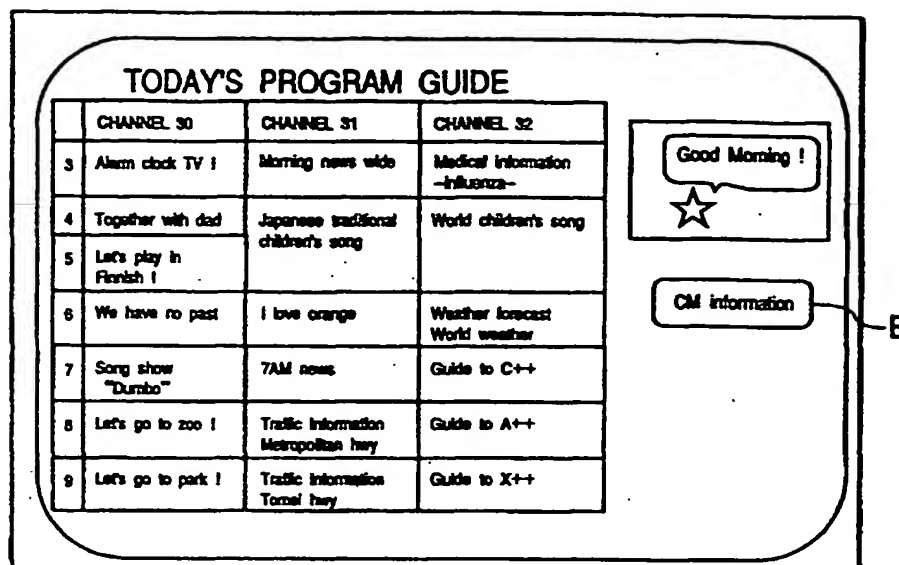 TODAY'S PROGRAM GUIDE
CHANNEL 30 CHANNEL 31 CHANNEL 32
3 Alarm clock TV ! Morning news wide Medical information
-influenza-
4 Together with dad Japanese traditional World children's song
children's song
5 Let's play in
Finnish !
6 We have no past I love orange Weather forecast
World weather
7 Song show 7AM news Guide to C++
"Dumbo"
8 Let's go to zoo ! Traffic Information Guide to A++
Metropolitan hwy
9 Let's go to park ! Traffic Information Guide to X++
Tomei hwy
Good Morning !
CM information